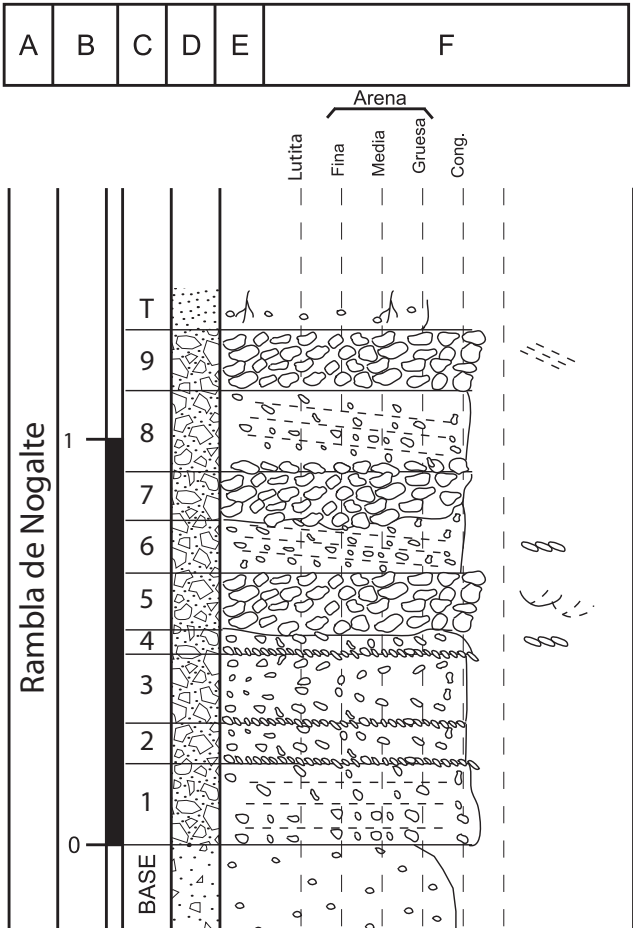 A B C D E F
Arena
Lutita
Fina
Media
Gruesa
Cong.
Rambla de Nogalte
T
9
1
8
7
6
5
4
3
2
1
0
BASE